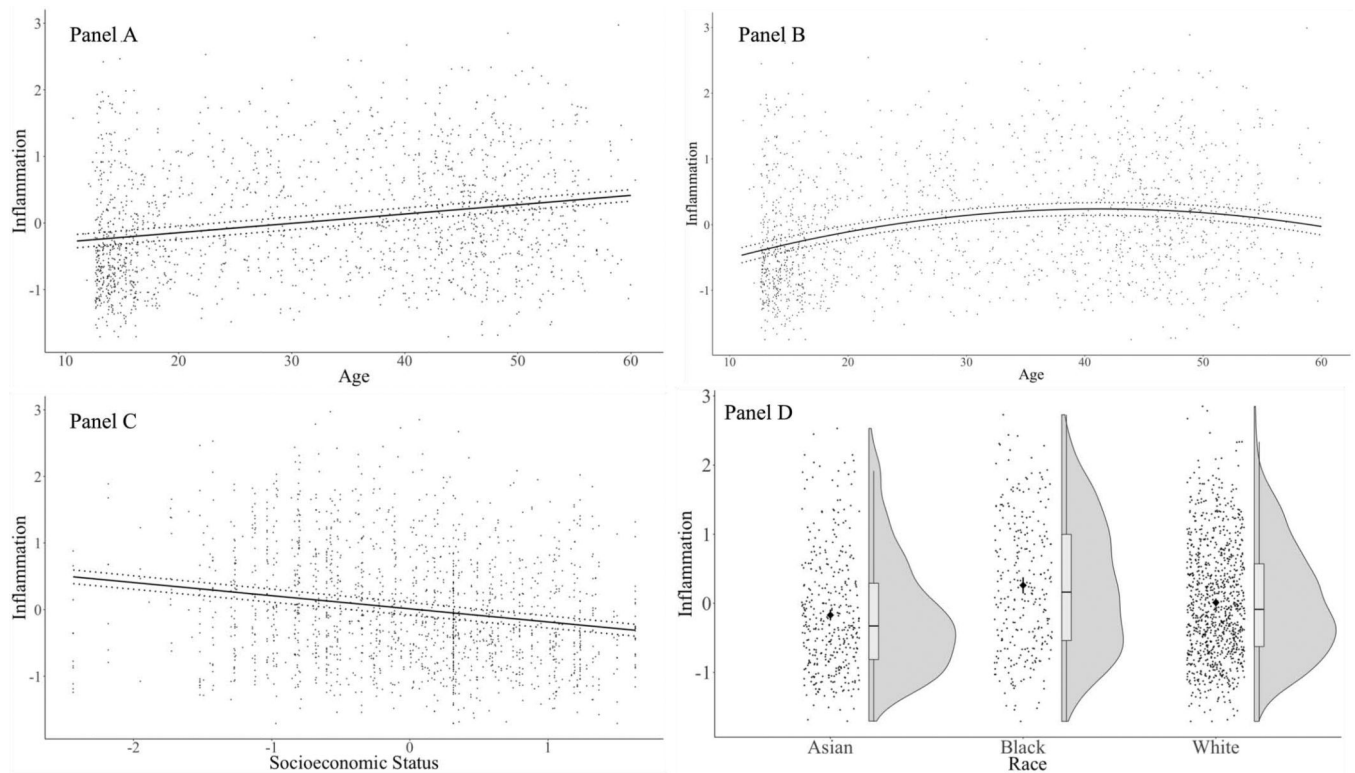 Panel A
3
2
1
0
-1
Inflammation
10 20 30 40 50 60
Age
Panel B
3
2
1
0
-1
Inflammation
10 20 30 40 50 60
Age
Panel C
3
2
1
0
-1
Inflammation
-2 -1 0 1
Socioeconomic Status
Panel D
3
2
1
0
-1
Inflammation
Asian Black White
Race